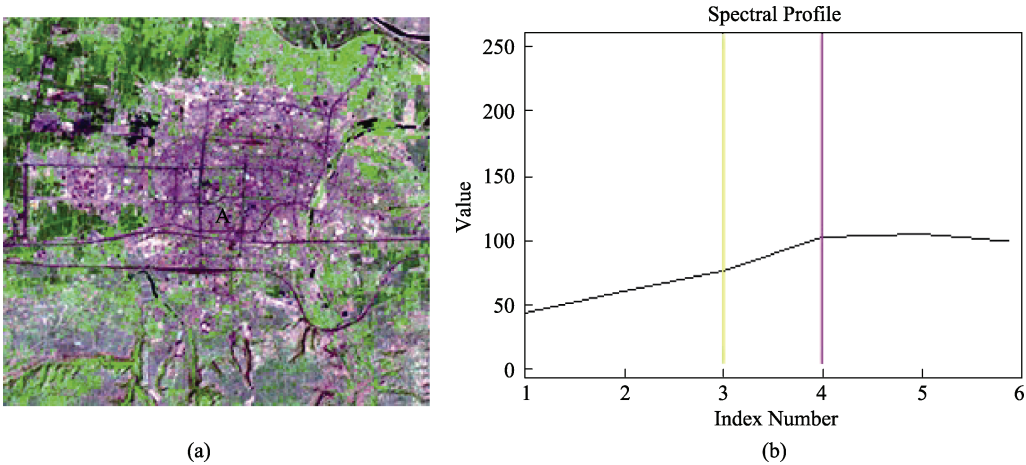 A
(a)
Spectral Profile
250
200
150
100
50
0
Value
1 2 3 4 5 6
Index Number
(b)